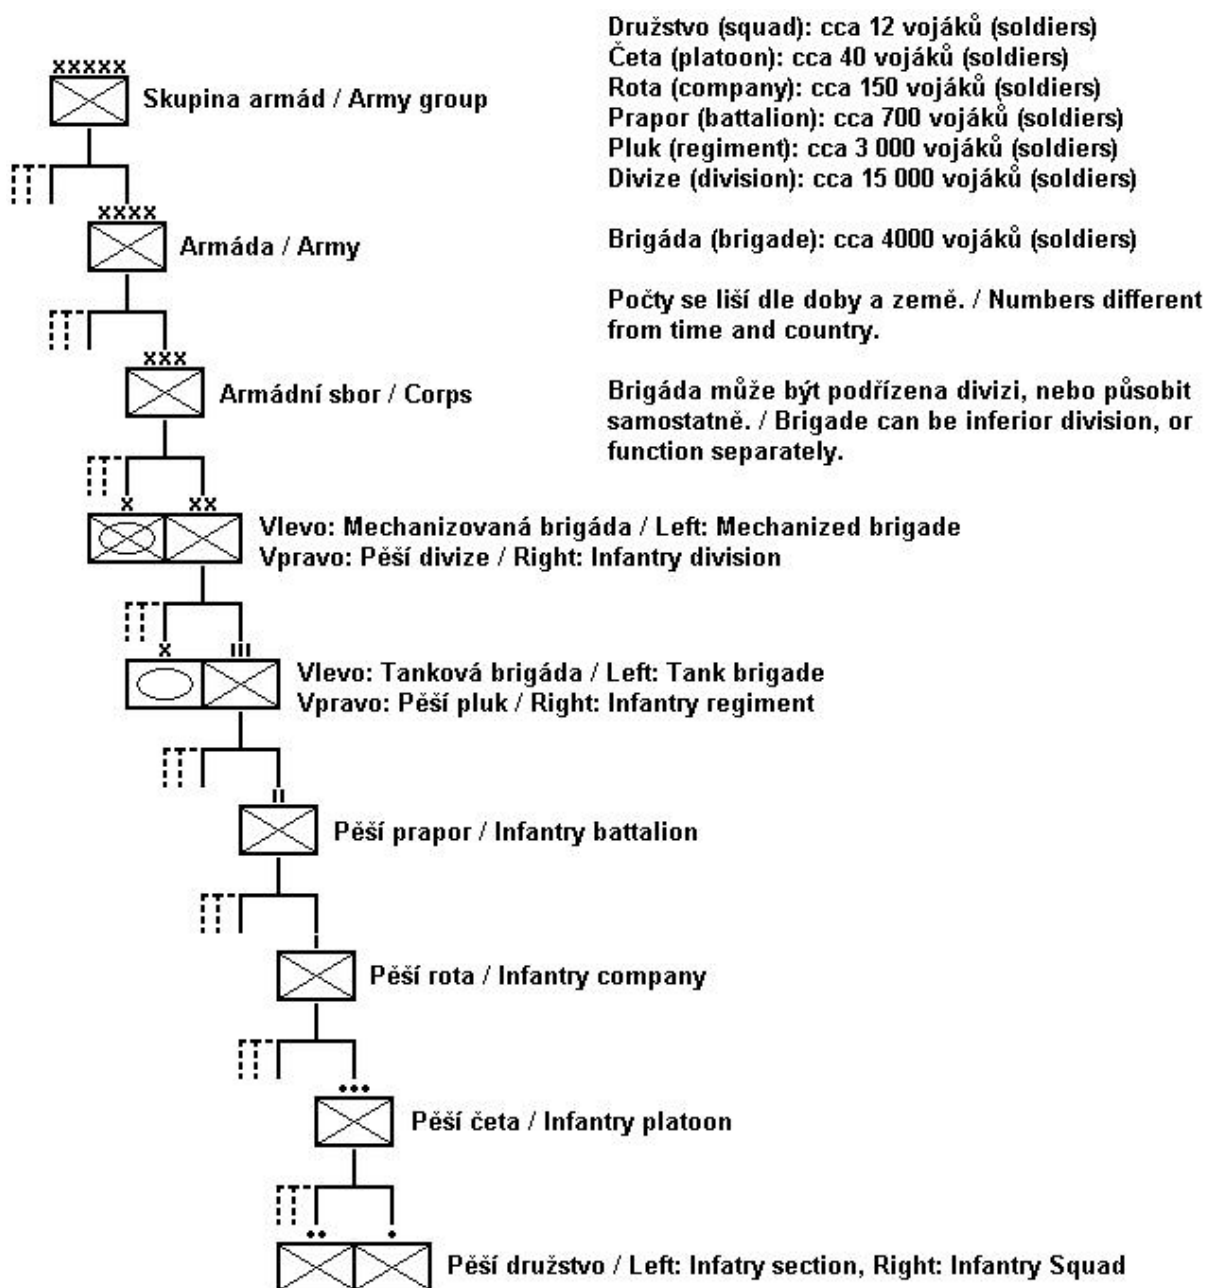 Družstvo (squad): cca 12 vojáků (soldiers)
Četa (platoon): cca 40 vojáků (soldiers)
Rota (company): cca 150 vojáků (soldiers)
Prapor (battalion): cca 700 vojáků (soldiers)
Pluk (regiment): cca 3 000 vojáků (soldiers)
Divize (division): cca 15 000 vojáků (soldiers)
Brigáda (brigade): cca 4000 vojáků (soldiers)
Počty se liší dle doby a země. / Numbers different
from time and country.
Brigáda může být podřízena divizi, nebo působit
samostatně. / Brigade can be inferior division, or
function separately.
XXXXX
Skupina armád / Army group
XXXX
Armáda / Army
XXX
Armádní sbor / Corps
X XX
Vlevo: Mechanizovaná brigáda / Left: Mechanized brigade
Vpravo: Pěší divize / Right: Infantry division
X III
Vlevo: Tanková brigáda / Left: Tank brigade
Vpravo: Pěší pluk / Right: Infantry regiment
II
Pěší prapor / Infantry battalion
I
Pěší rota / Infantry company
•••
Pěší četa / Infantry platoon
•• •
Pěší družstvo / Left: Infatry section, Right: Infantry Squad